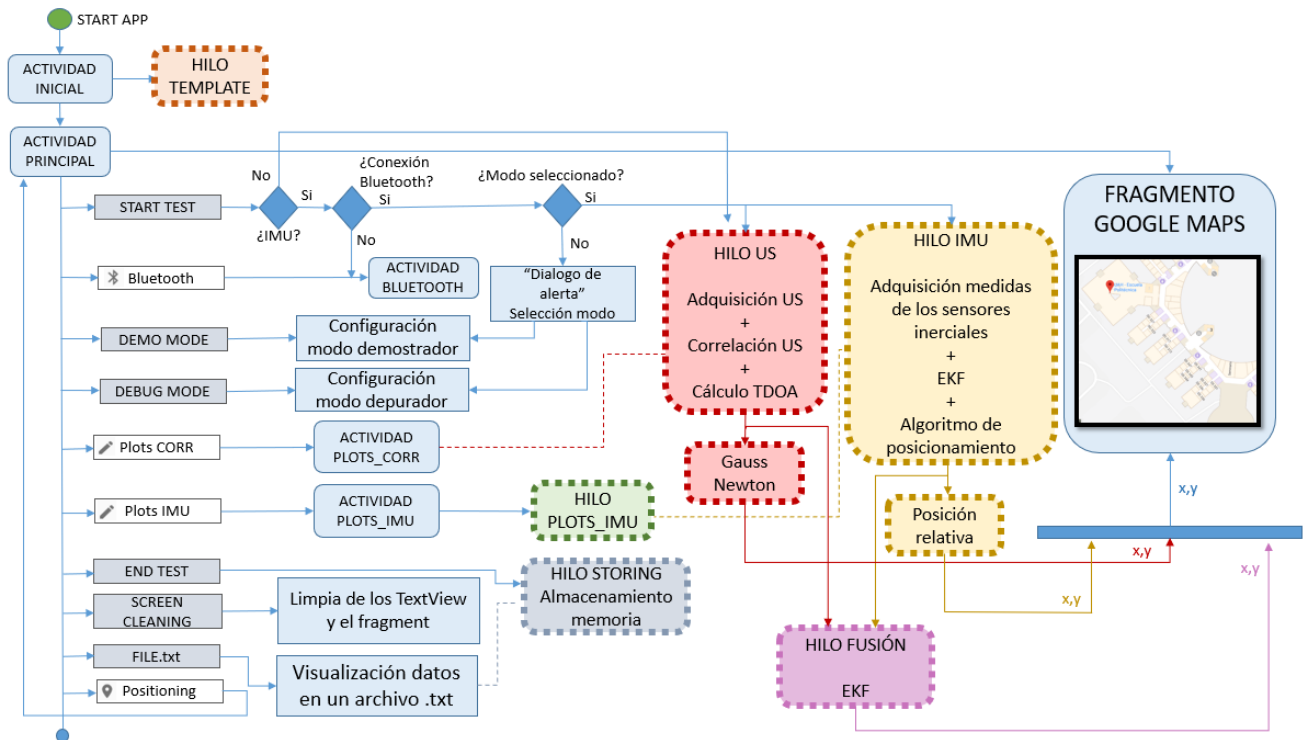 START APP
ACTIVIDAD
INICIAL
HILO
TEMPLATE
ACTIVIDAD
PRINCIPAL
No
Si
¿IMU?
¿Conexión
Bluetooth?
Si
No
¿Modo seleccionado?
Si
No
START TEST
Bluetooth
ACTIVIDAD
BLUETOOTH
"Dialogo de
alerta"
Selección modo
DEMO MODE
Configuración
modo demostrador
DEBUG MODE
Configuración
modo depurador
Plots CORR
ACTIVIDAD
PLOTS_CORR
Plots IMU
ACTIVIDAD
PLOTS_IMU
HILO
PLOTS_IMU
END TEST
HILO STORING
Almacenamiento
memoria
SCREEN
CLEANING
Limpia de los TextView
y el fragment
FILE.txt
Visualización datos
en un archivo .txt
Positioning
HILO US
Adquisición US
+
Correlación US
+
Cálculo TDOA
Gauss
Newton
HILO IMU
Adquisición medidas
de los sensores
inerciales
+
EKF
+
Algoritmo de
posicionamiento
Posición
relativa
HILO FUSIÓN
EKF
FRAGMENTO
GOOGLE MAPS
x,y
x,y
x,y
x,y